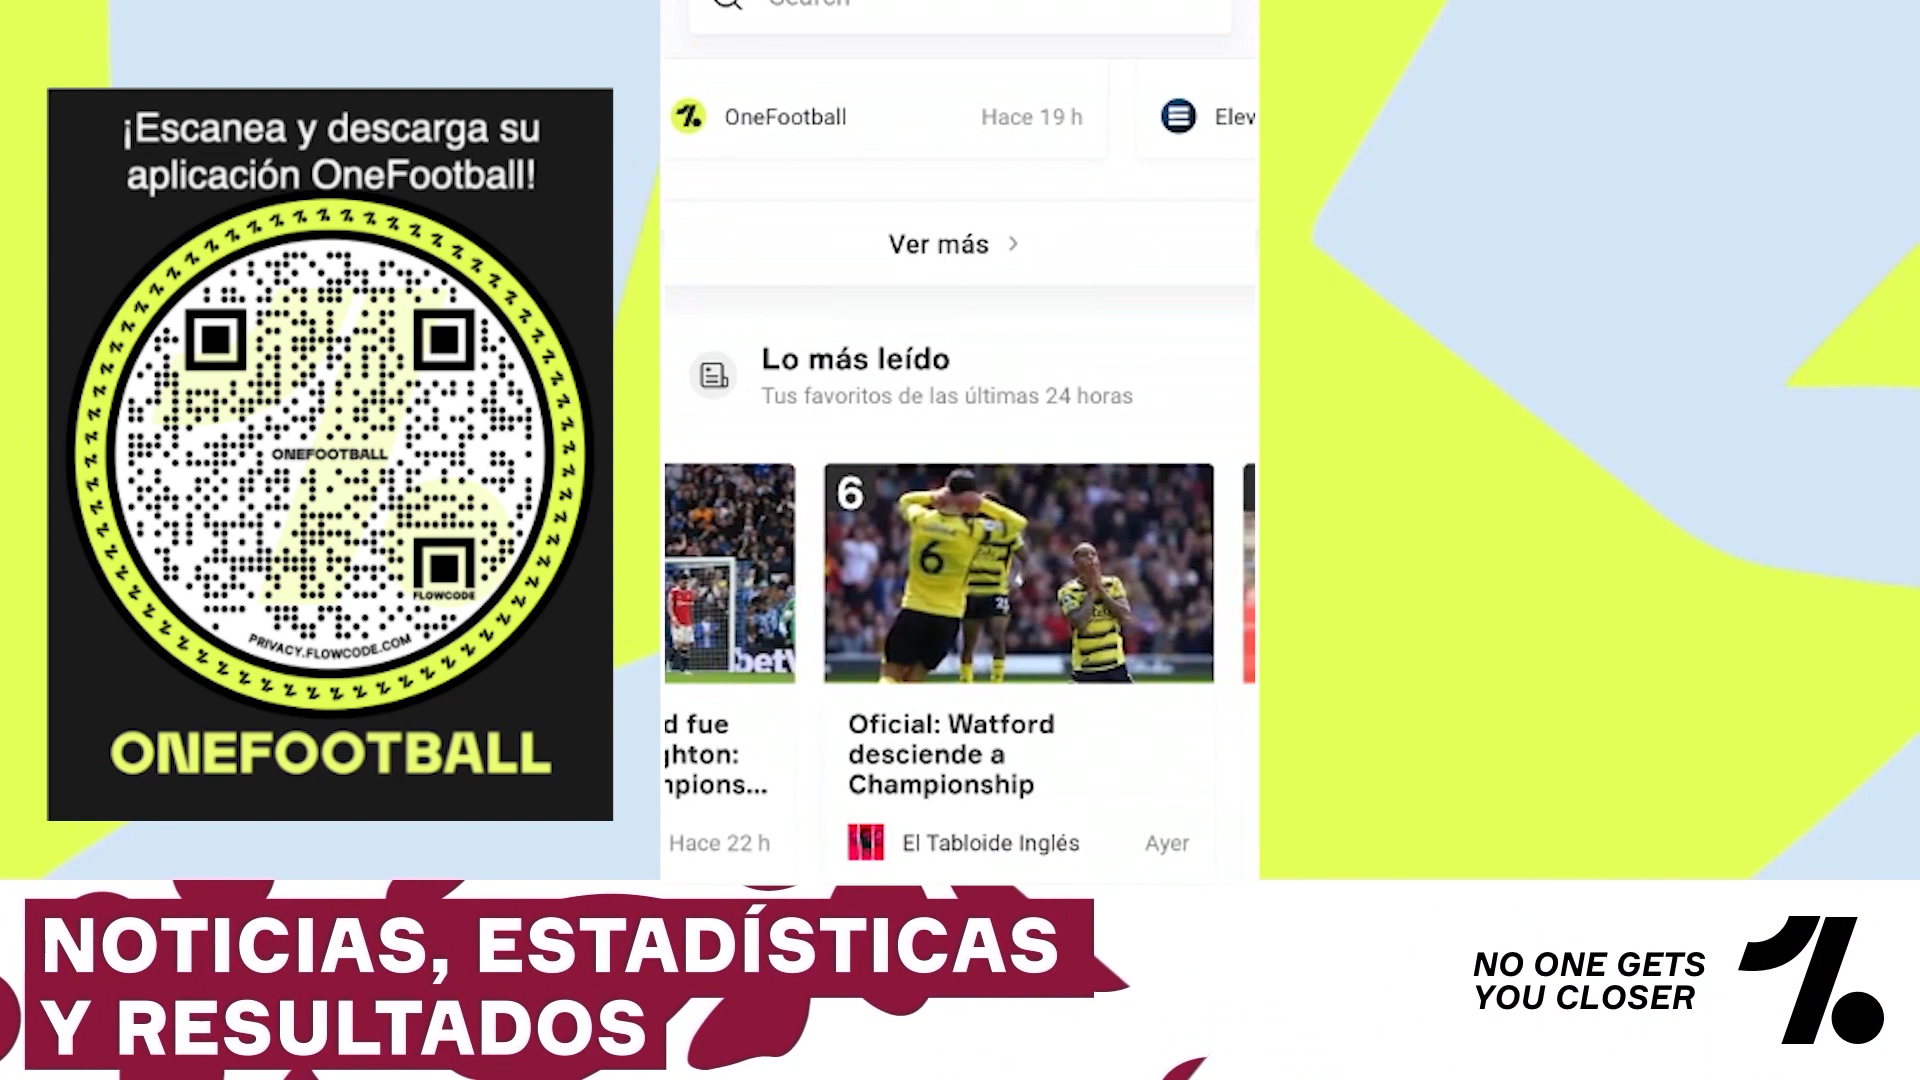 ¡Escanea y descarga su
aplicación OneFootball!
ONEFOOTBALL
FLOWCODE
PRIVACY.FLOWCODE.COM
ONEFOOTBALL
OneFootball
Hace 19 h
Ver más
Lo más leído
Tus favoritos de las últimas 24 horas
6
6
d fue
Hace 22 h
Oficial: Watford
desciende a
Championship
El Tabloide Inglés
Ayer
NOTICIAS, ESTADÍSTICAS
Y RESULTADOS
NO ONE GETS
YOU CLOSER